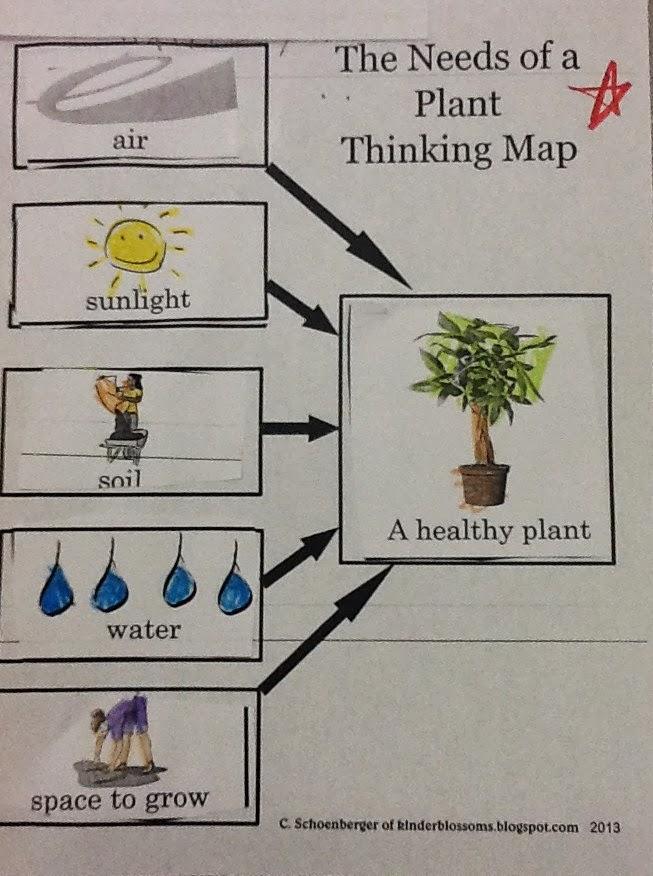 The Needs of a
Plant
Thinking Map
air
sunlight
soil
water
space to grow
A healthy plant
C. Schoenberger of kinderblossoms.blogspot.com 2013